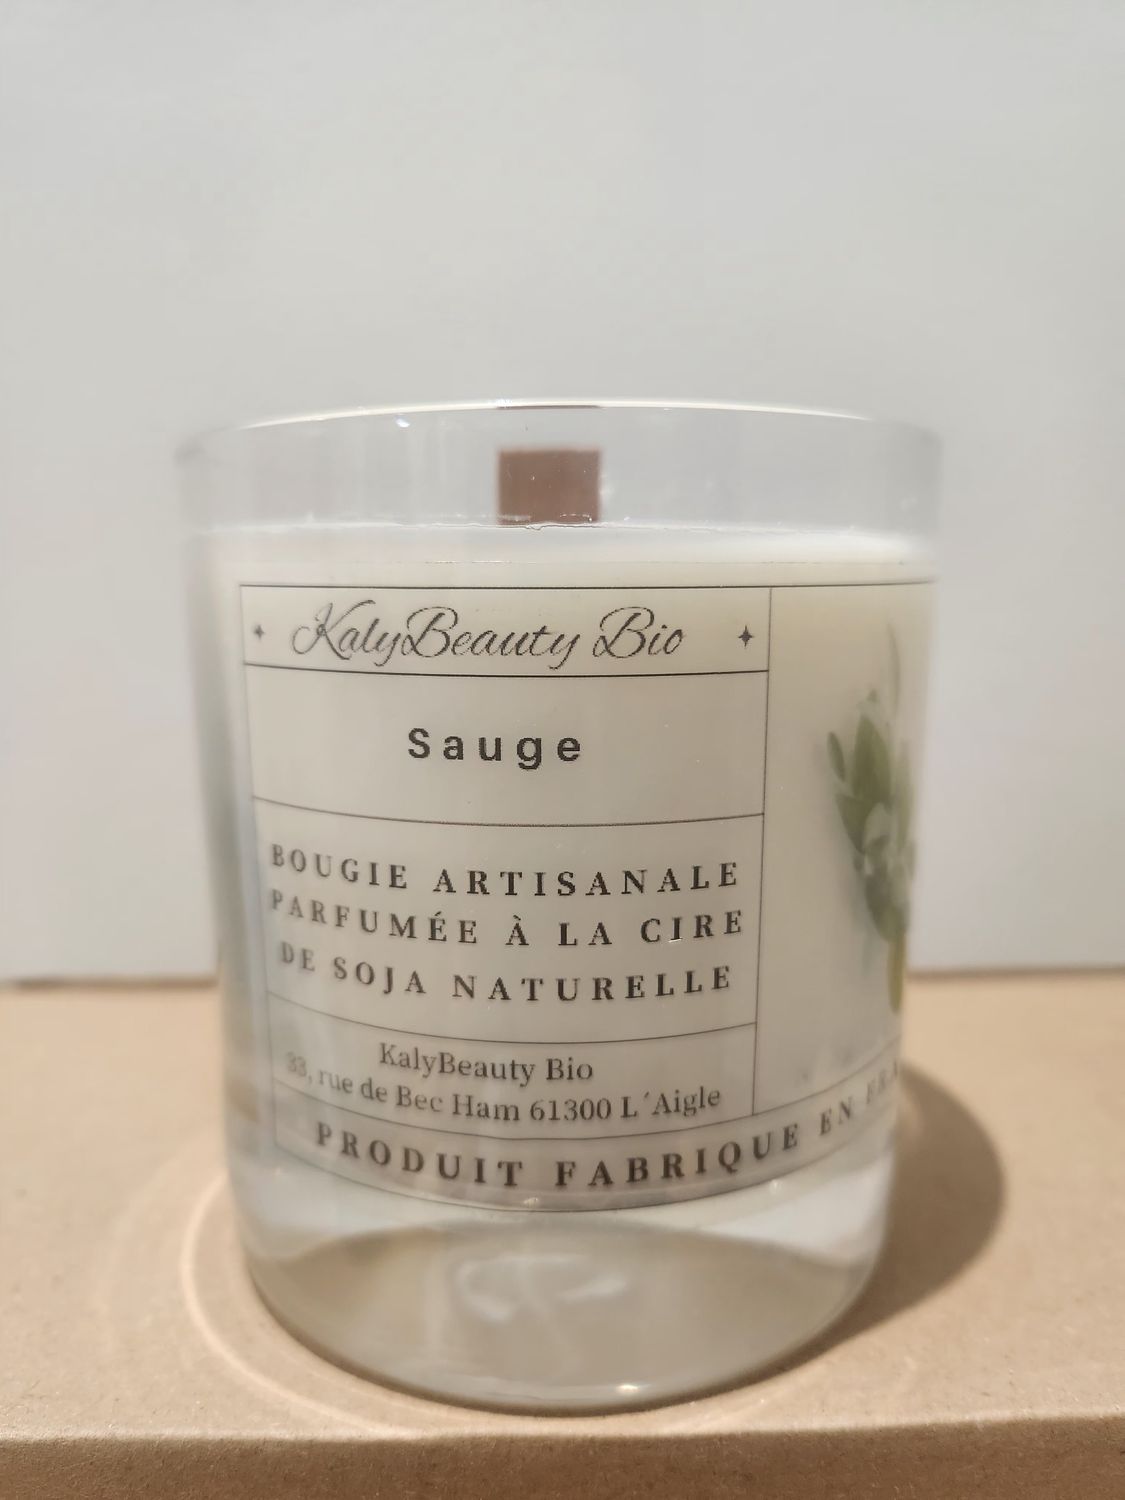 KalyBeauty Bio
Sauge
BOUGIE ARTISANALE
PARFUMÉE À LA CIRE
DE SOJA NATURELLE
KalyBeauty Bio
33, rue de Bec Ham 61300 L´Aigle
PRODUIT FABRIQUE EN